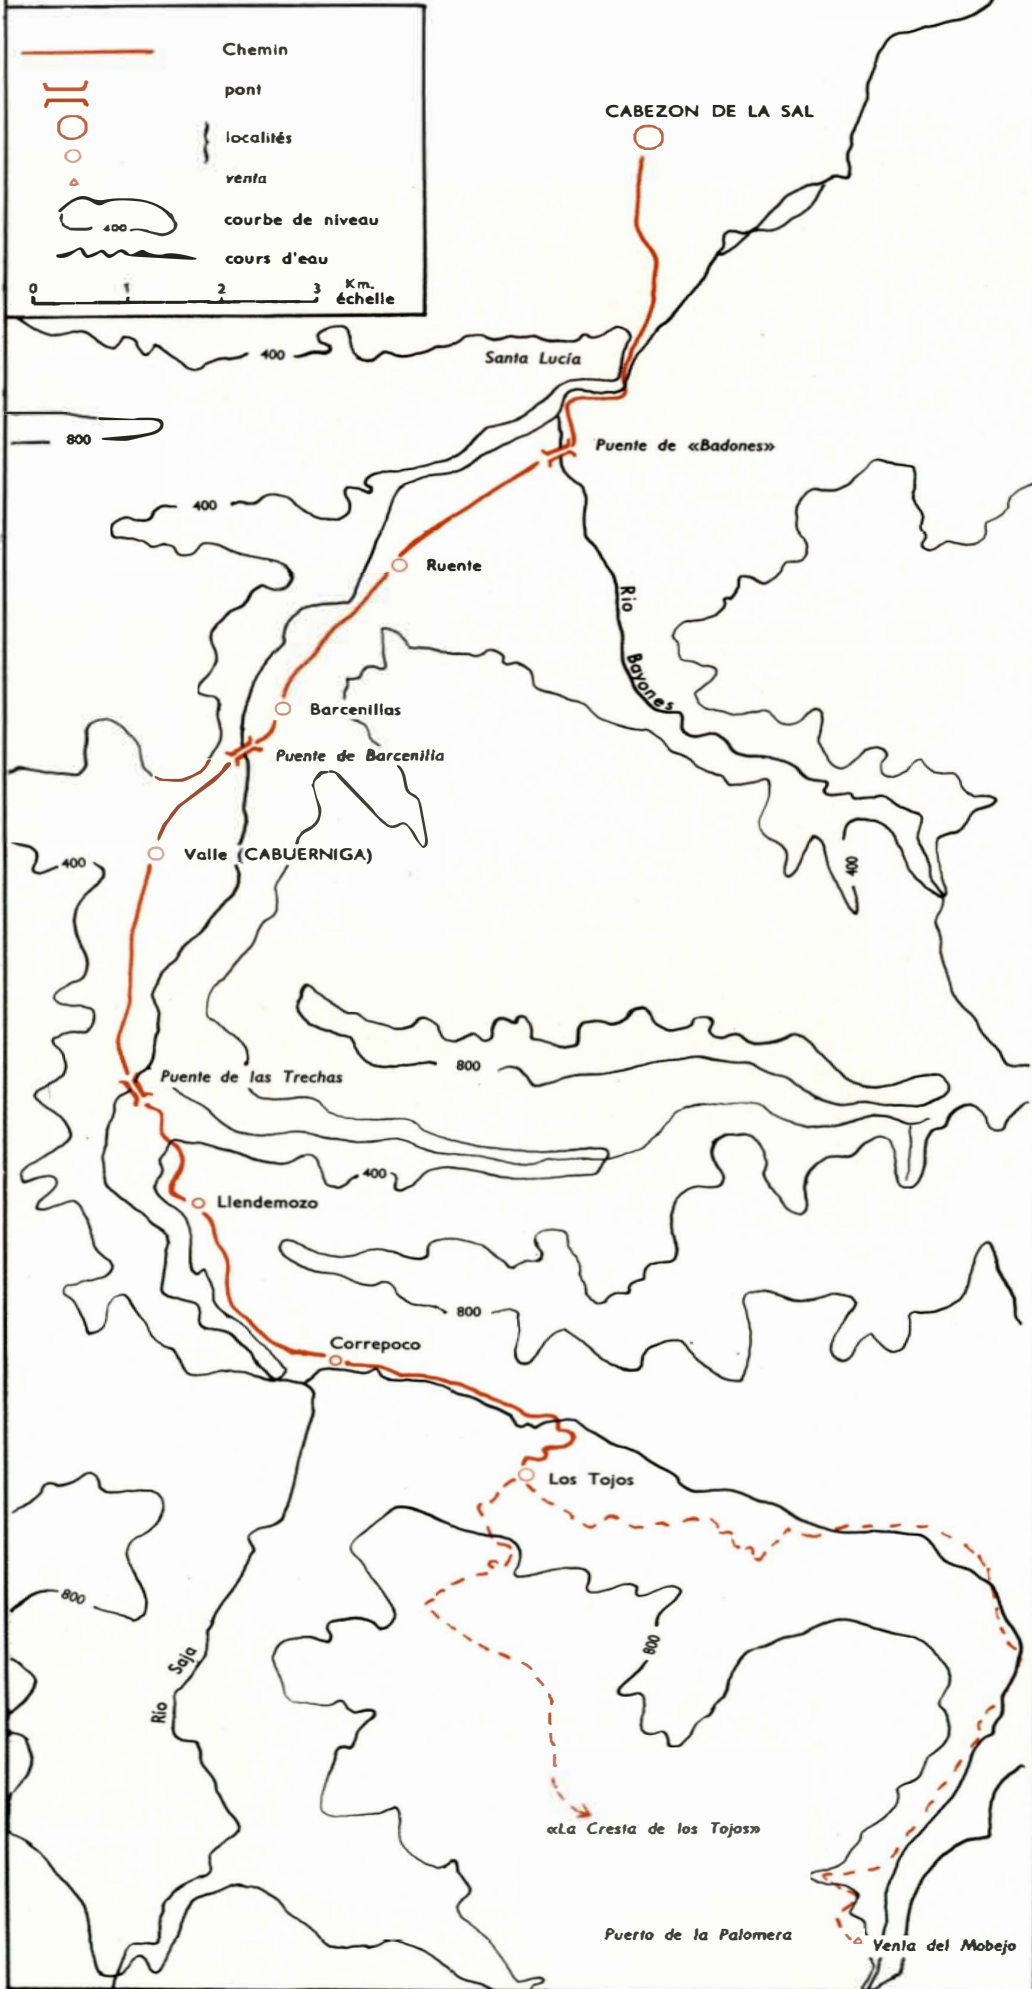 Chemin
pont
localités
venta
400
courbe de niveau
cours d'eau
0 1 2 3 Km.
échelle
CABEZON DE LA SAL
400
Santa Lucía
800
Puente de «Badones»
400
Ruente
Rio
Bayones
Barcenillas
Puente de Barcenilla
Valle (CABUERNIGA)
400
400
800
Puente de las Trechas
400
Llendemozo
800
Correpoco
Los Tojos
800
800
Río Saja
«La Cresta de los Tojos»
Puerto de la Palomera
Venta del Mobejo